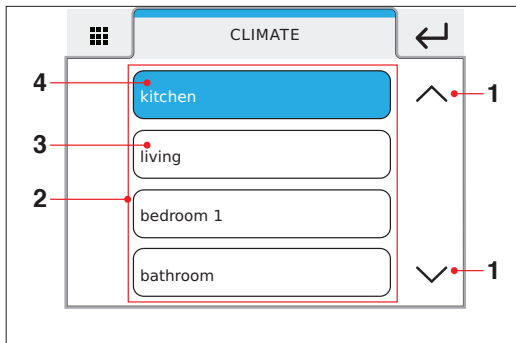 CLIMATE
4
kitchen
1
3
living
2
bedroom 1
bathroom
1